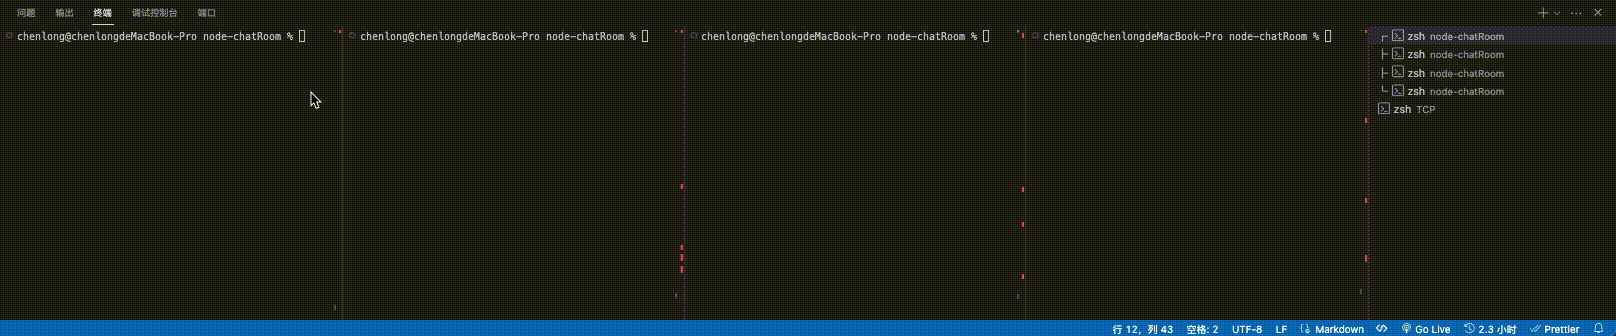 问题 输出 终端 调试控制台 端口
chenlong@chenlongdeMacBook-Pro node-chatRoom %
chenlong@chenlongdeMacBook-Pro node-chatRoom %
chenlong@chenlongdeMacBook-Pro node-chatRoom %
chenlong@chenlongdeMacBook-Pro node-chatRoom %
zsh node-chatRoom
zsh node-chatRoom
zsh node-chatRoom
zsh node-chatRoom
zsh TCP
行 12，列 43 空格: 2 UTF-8 LF Markdown Go Live 2.3 小时 Prettier